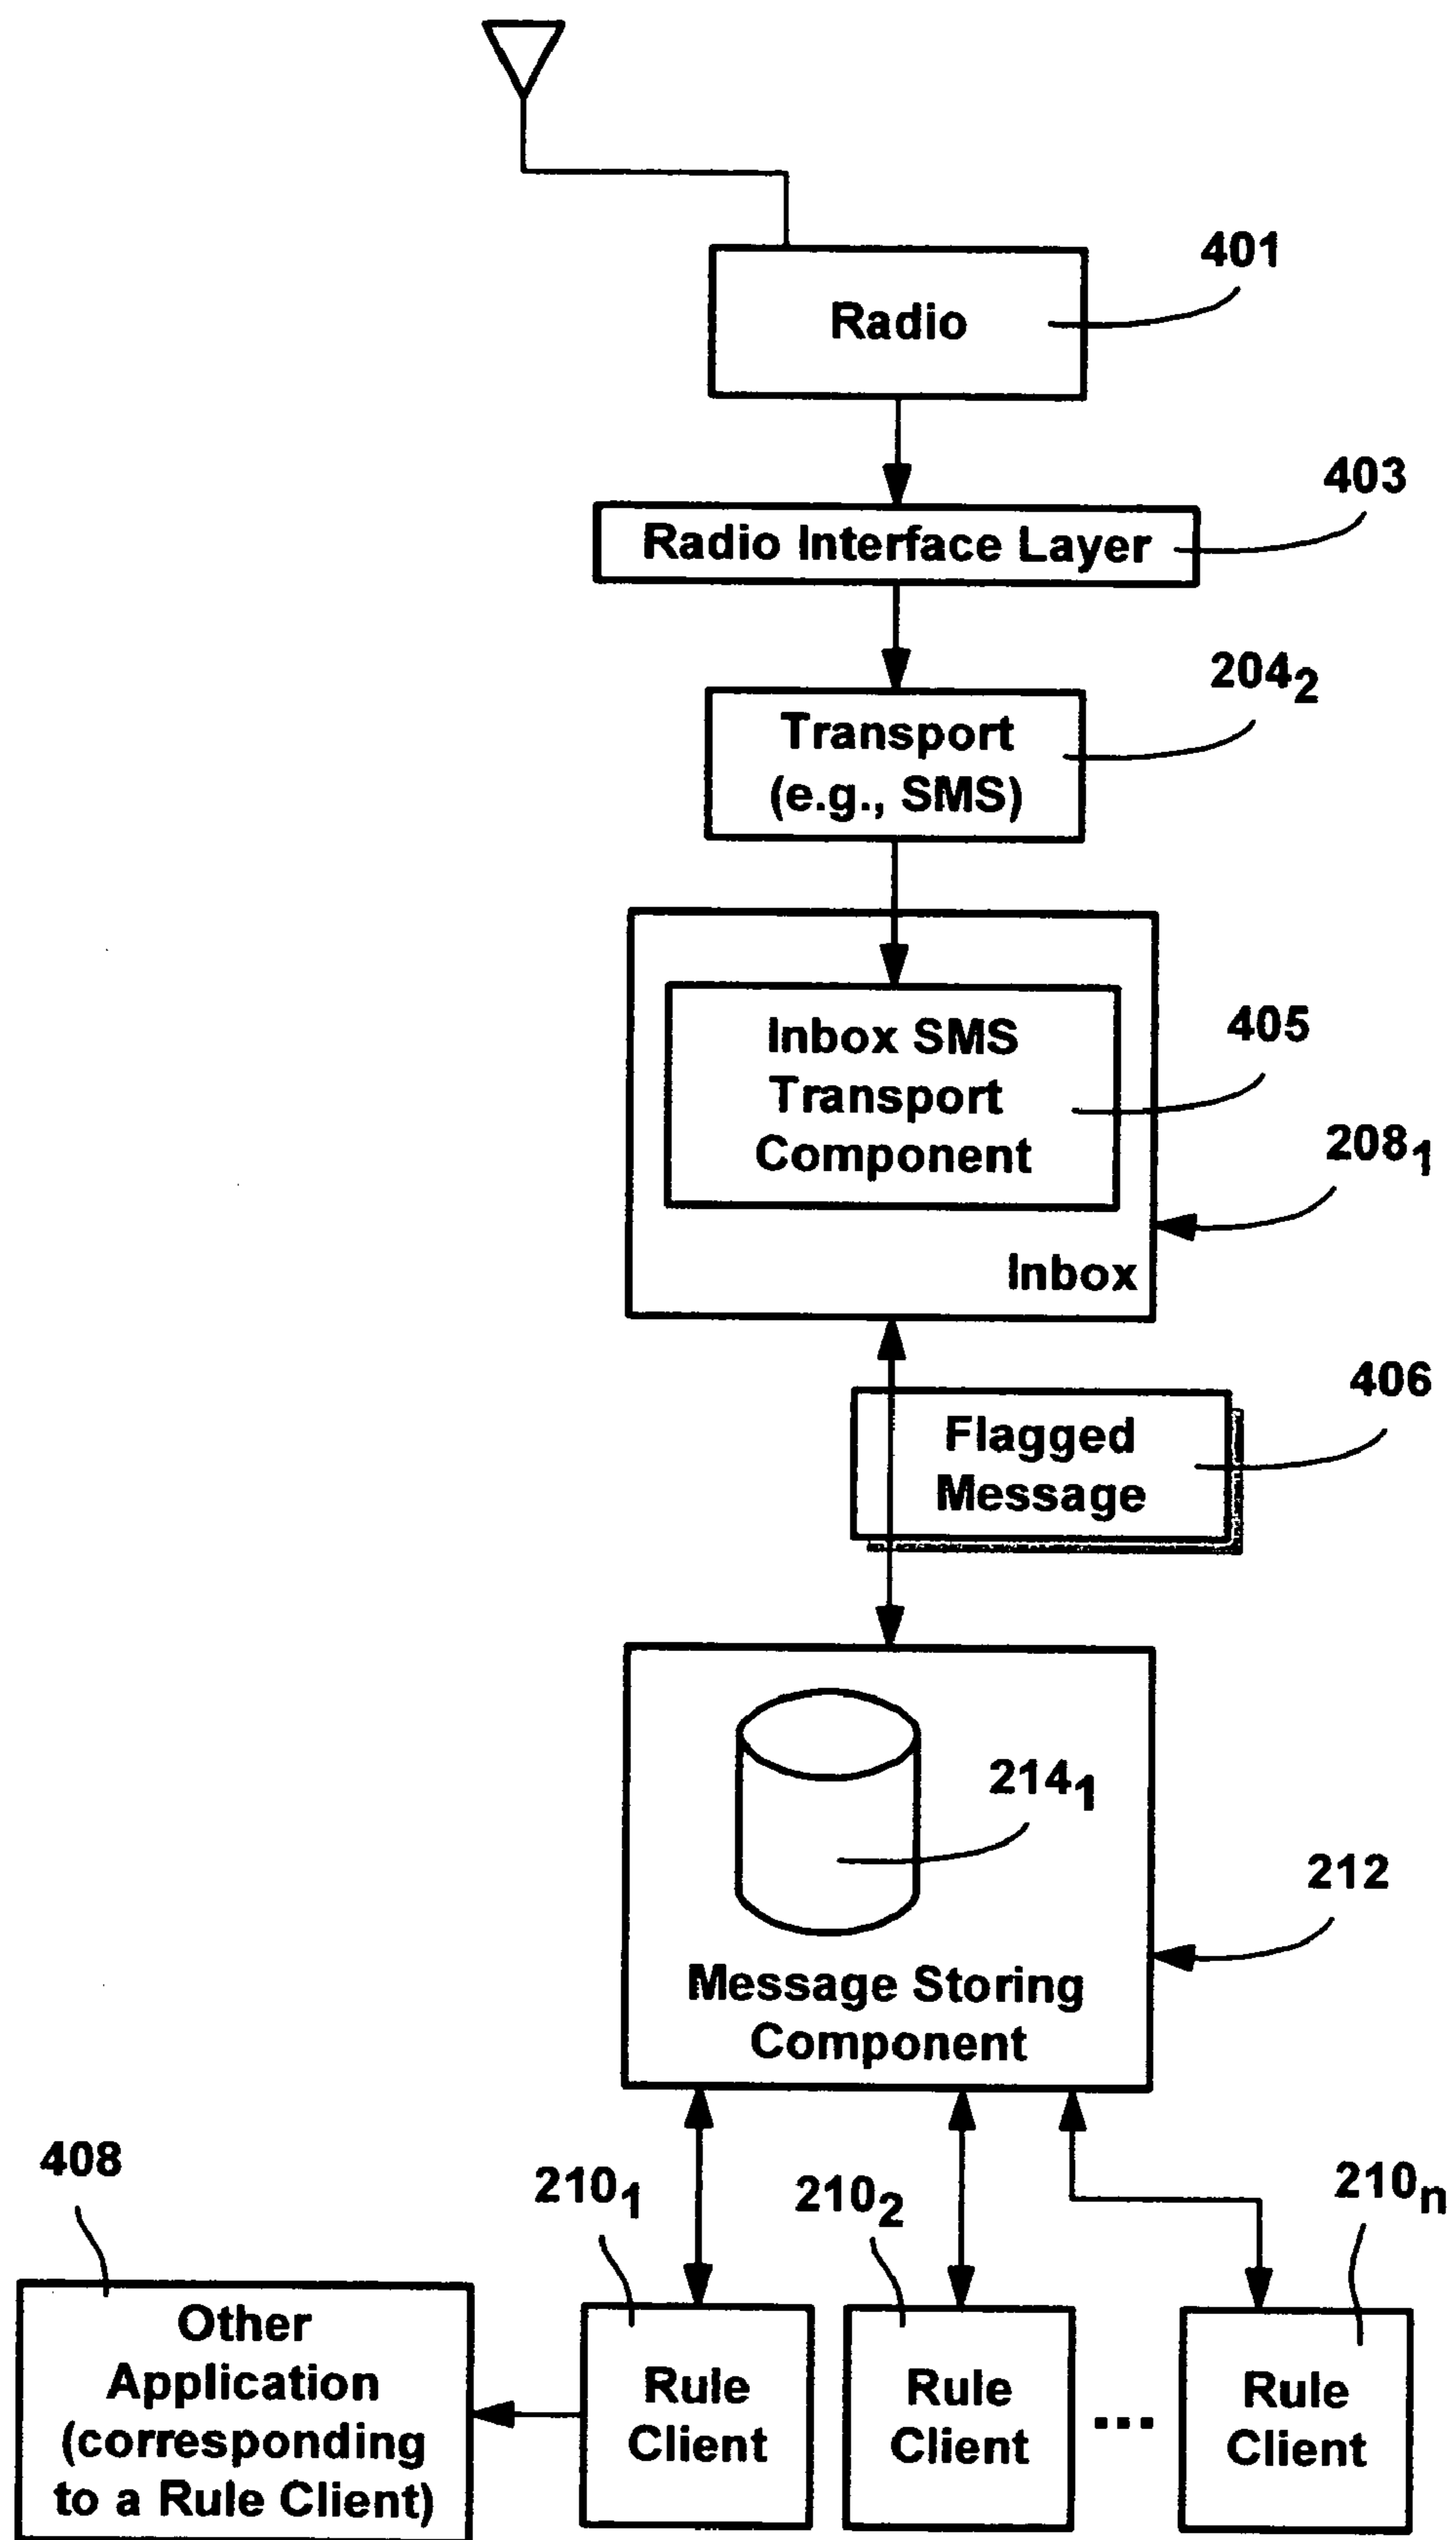 401
Radio
403
Radio Interface Layer
204₂
Transport
(e.g., SMS)
405
Inbox SMS
Transport
Component
208₁
Inbox
406
Flagged
Message
214₁
212
Message Storing
Component
408
210₁
210₂
210ₙ
Other
Application
(corresponding
to a Rule Client)
Rule
Client
Rule
Client
...
Rule
Client